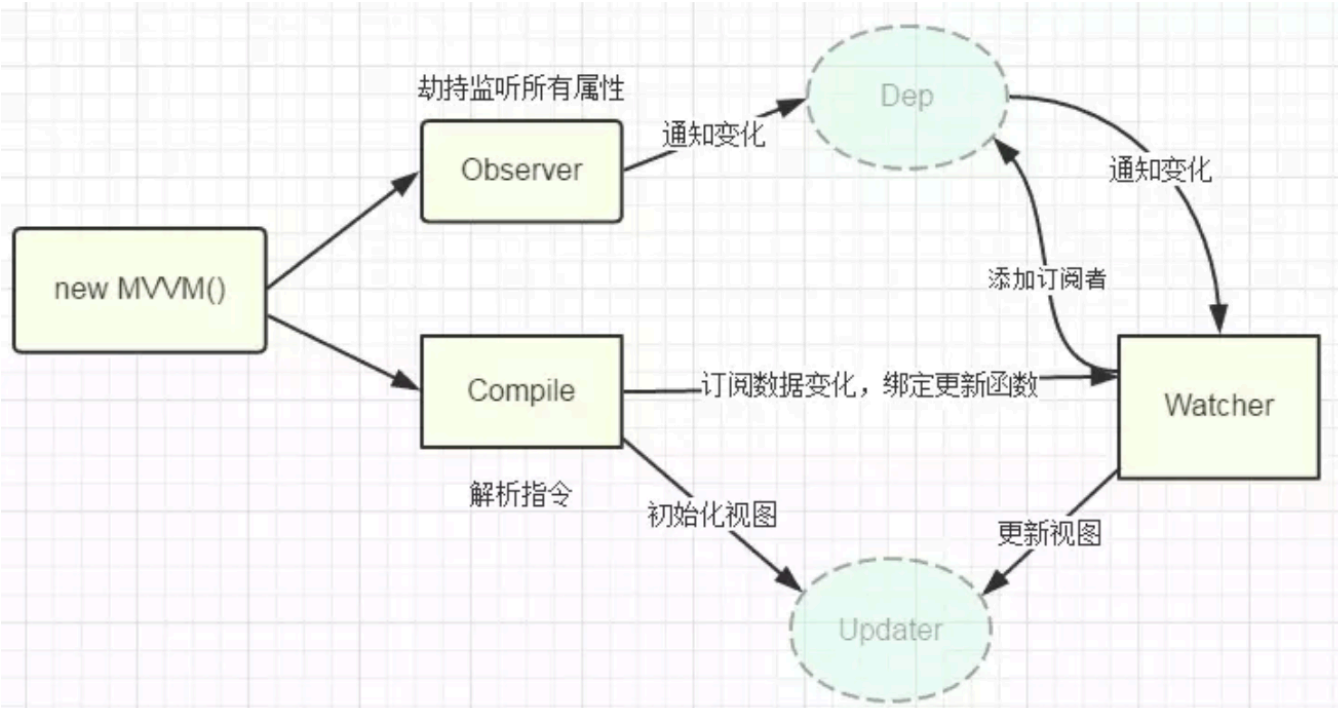 劫持监听所有属性
Dep
通知变化
Observer
通知变化
new MVVM()
添加订阅者
Compile
订阅数据变化，绑定更新函数
Watcher
解析指令
初始化视图
更新视图
Updater